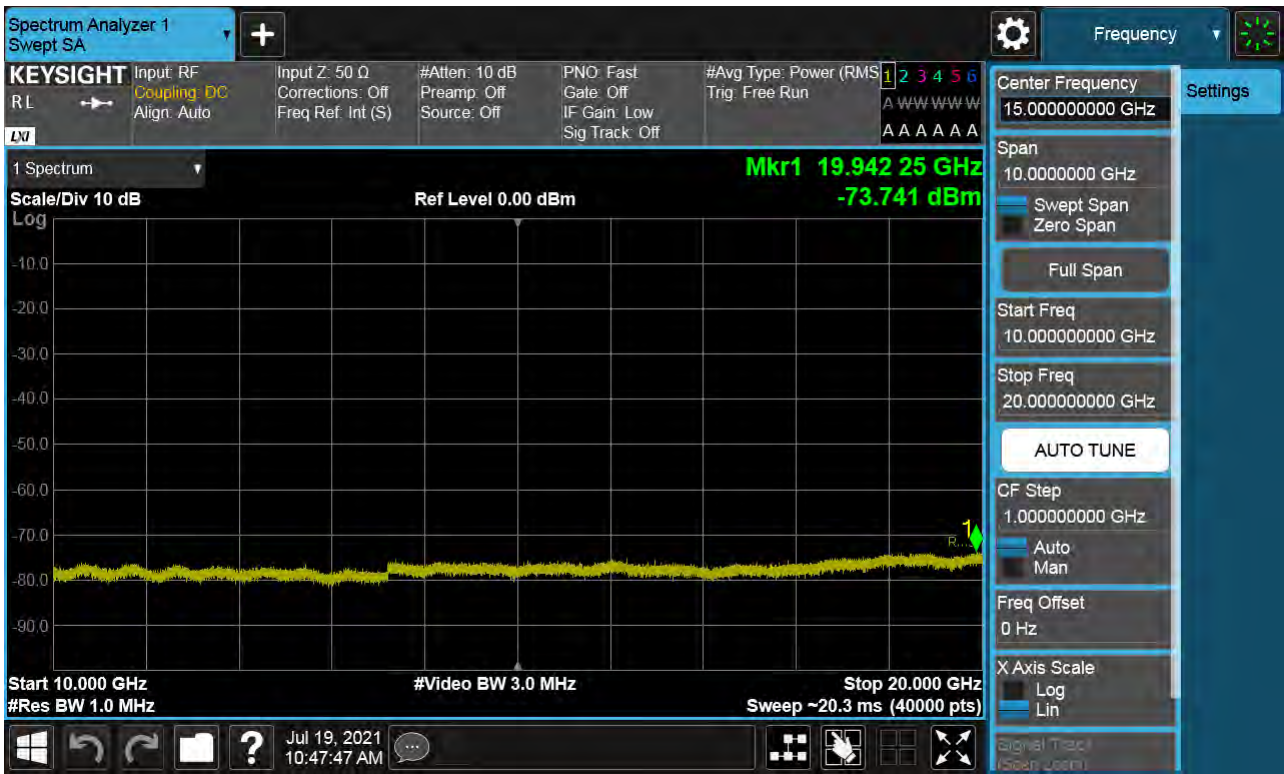 Spectrum Analyzer 1
Swept SA
+
Frequency
KEYSIGHT
R L
LXI
Input: RF
Coupling: DC
Align: Auto
Input Z: 50 Ω
Corrections: Off
Freq Ref: Int (S)
#Atten: 10 dB
Preamp: Off
Source: Off
PNO: Fast
Gate: Off
IF Gain: Low
Sig Track: Off
#Avg Type: Power (RMS
Trig: Free Run
1 2 3 4 5 6
A W W W W W
A A A A A A
1 Spectrum
Scale/Div 10 dB
Log
Ref Level 0.00 dBm
Mkr1 19.942 25 GHz
-73.741 dBm
-10.0
-20.0
-30.0
-40.0
-50.0
-60.0
-70.0
-80.0
-90.0
1
R...
Start 10.000 GHz
#Res BW 1.0 MHz
#Video BW 3.0 MHz
Stop 20.000 GHz
Sweep ~20.3 ms (40000 pts)
Center Frequency
15.000000000 GHz
Settings
Span
10.0000000 GHz
Swept Span
Zero Span
Full Span
Start Freq
10.000000000 GHz
Stop Freq
20.000000000 GHz
AUTO TUNE
CF Step
1.000000000 GHz
Auto
Man
Freq Offset
0 Hz
X Axis Scale
Log
Lin
Signal Track
(Span Zoom)
?
Jul 19, 2021
10:47:47 AM